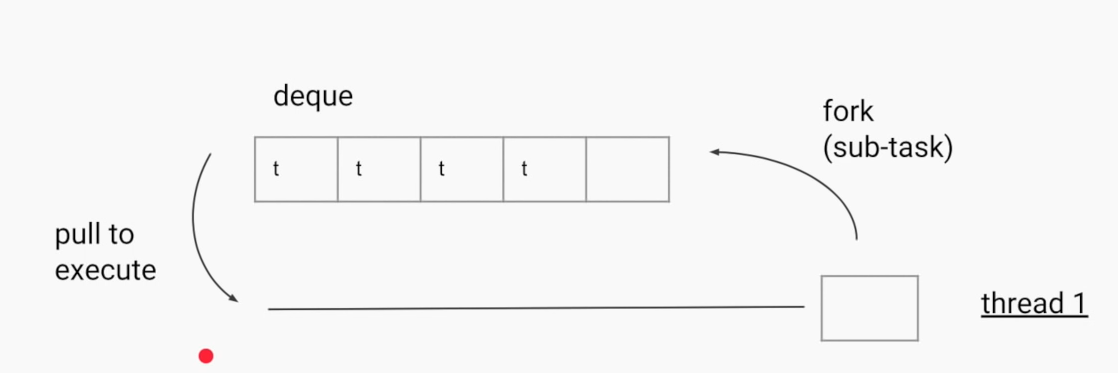 deque
fork
(sub-task)
t t t t
pull to
execute
thread 1